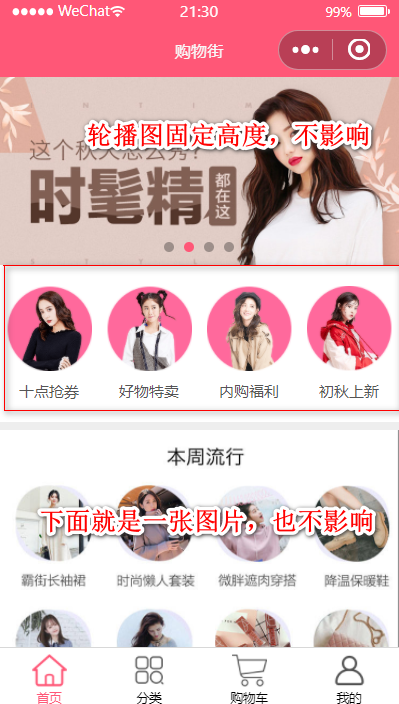 WeChat 21:30 99%
购物街
轮播图固定高度，不影响
这个秋天怎么秀？
时髦精 都在这
十点抢券 好物特卖 内购福利 初秋上新
本周流行
下面就是一张图片，也不影响
霸街长袖裙 时尚懒人套装 微胖遮肉穿搭 降温保暖鞋
首页 分类 购物车 我的